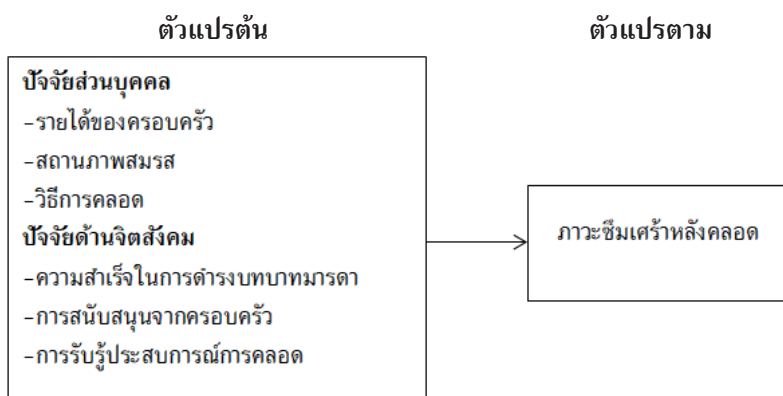 ตัวแปรต้น
ตัวแปรตาม
ปัจจัยส่วนบุคคล
-รายได้ของครอบครัว
-สถานภาพสมรส
-วิธีการคลอด
ปัจจัยด้านจิตสังคม
-ความสำเร็จในการดำรงบทบาทมารดา
-การสนับสนุนจากครอบครัว
-การรับรู้ประสบการณ์การคลอด
ภาวะซึมเศร้าหลังคลอด